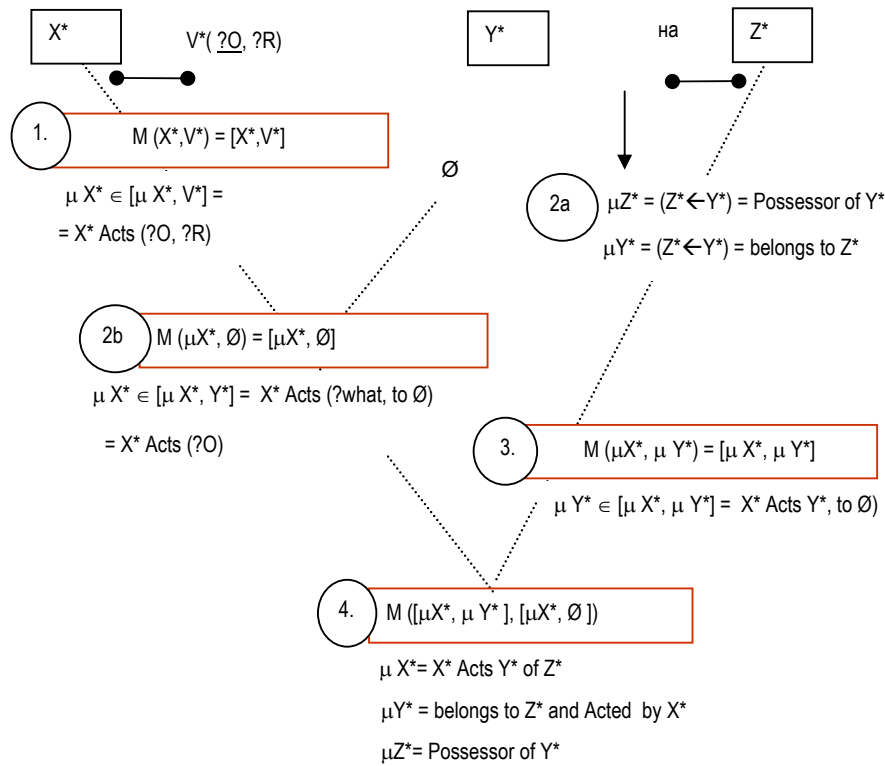 X*
V*( ?O, ?R)
Y*
на
Z*
1.
M (X*,V*) = [X*,V*]
μ X* ∈ [μ X*, V*] =
= X* Acts (?O, ?R)
Ø
2a
μZ* = (Z*←Y*) = Possessor of Y*
μY* = (Z*←Y*) = belongs to Z*
2b
M (μX*, Ø) = [μX*, Ø]
μ X* ∈ [μ X*, Y*] = X* Acts (?what, to Ø)
= X* Acts (?O)
3.
M (μX*, μ Y*) = [μ X*, μ Y*]
μ Y* ∈ [μ X*, μ Y*] = X* Acts Y*, to Ø)
4.
M ([μX*, μ Y* ], [μX*, Ø ])
μ X*= X* Acts Y* of Z*
μY* = belongs to Z* and Acted by X*
μZ*= Possessor of Y*